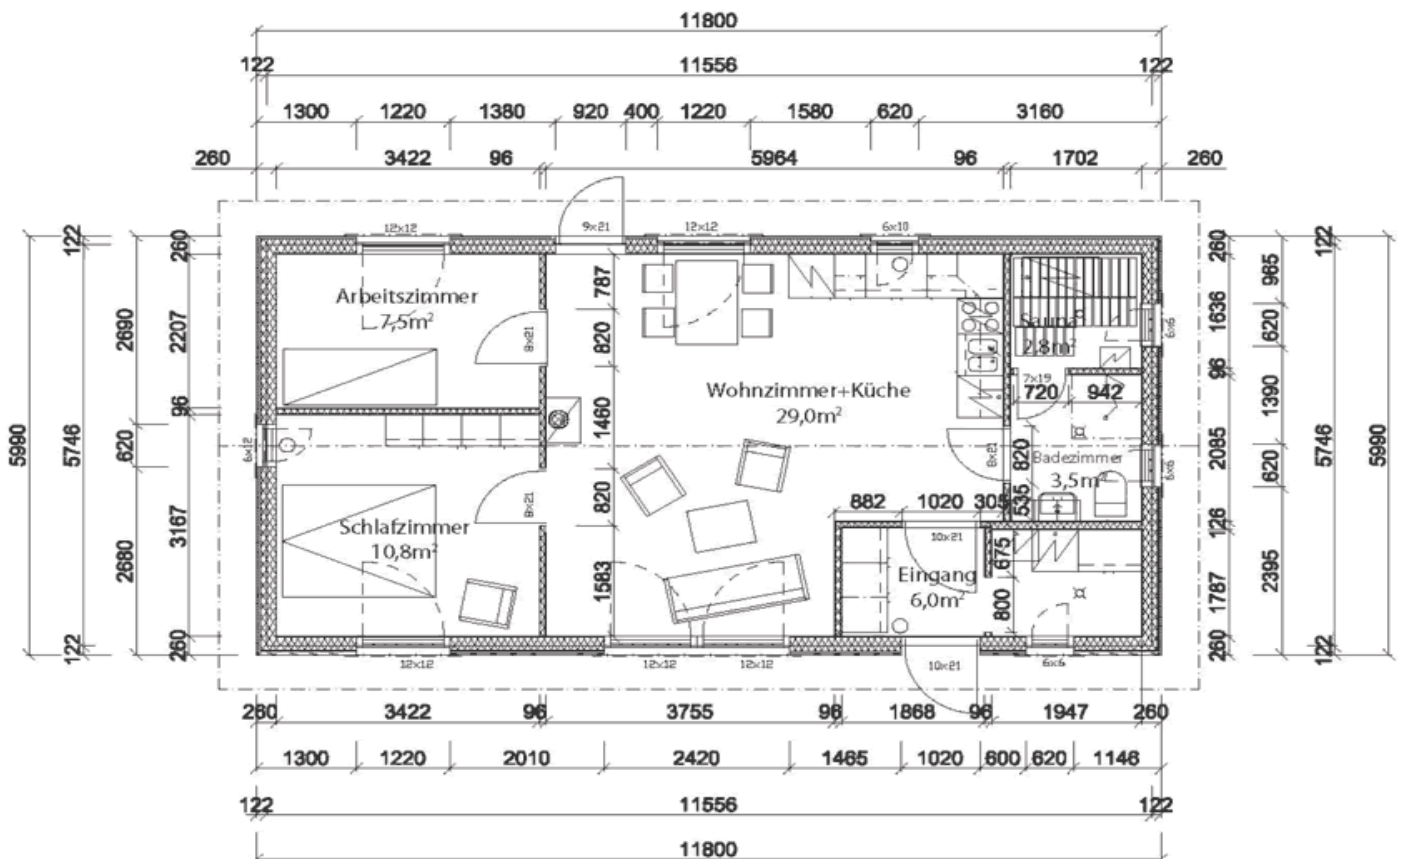 11800
122 11556 122
1300 1220 1380 920 400 1220 1580 620 3160
260 3422 96 5964 96 1702 260
12x12 9x21 12x12 6x10
5990
5746
122
122
2690
620
2680
260
2207
96
3167
260
Arbeitszimmer
7,5m²
8x21
787
820
1460
820
1583
Wohnzimmer+Küche
29,0m²
Sauna
2.8m²
6x6
7x19
720 942
6x12
Schlafzimmer
10,8m²
8x21
8x21
820
535
Badezimmer
3,5m²
6x6
882 1020 305
10x21
Eingang
6,0m²
675
800
260
1636
96
2085
126
1787
260
965
620
1390
620
2395
122
5746
122
5990
12x12 12x12 12x12 10x21 6x6
260 3422 96 3755 96 1868 96 1947 260
1300 1220 2010 2420 1465 1020 600 620 1146
122 11556 122
11800